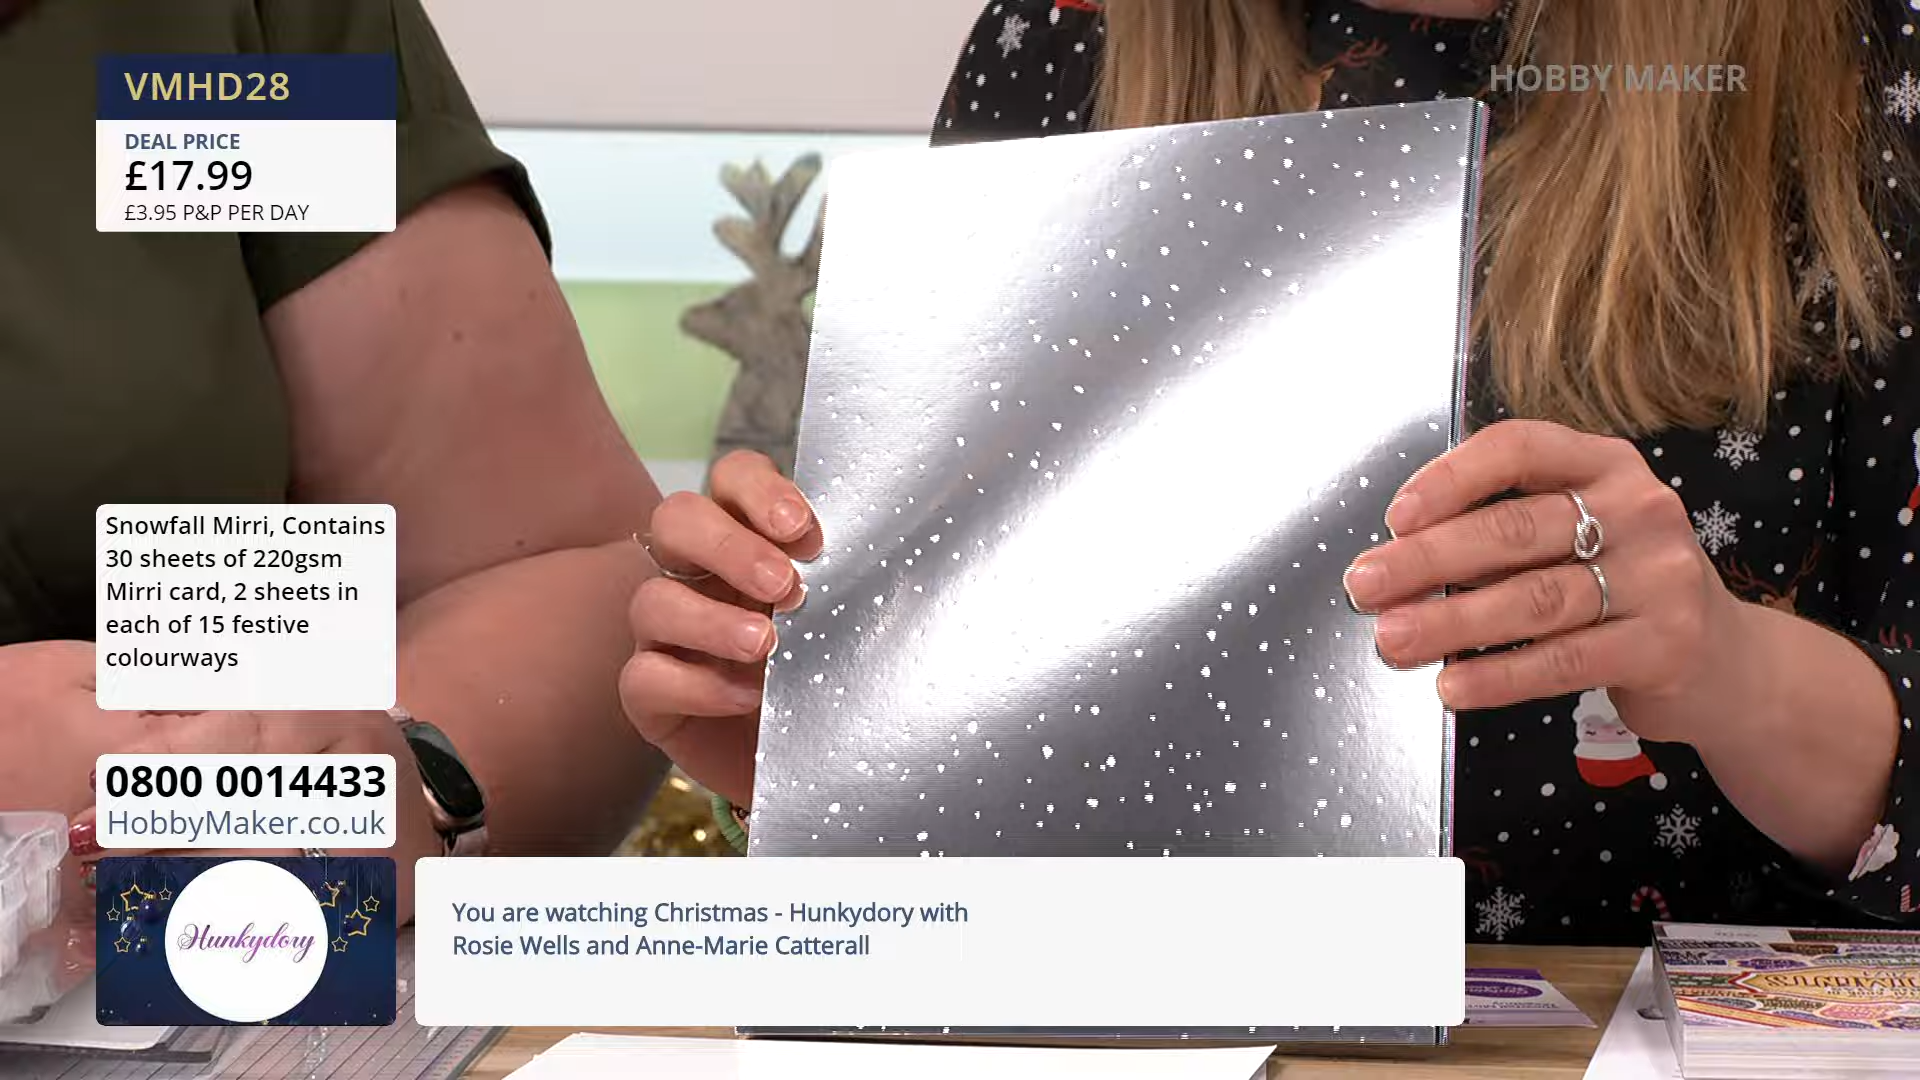 VMHD28
DEAL PRICE
£17.99
£3.95 P&P PER DAY
HOBBY MAKER
Snowfall Mirri, Contains
30 sheets of 220gsm
Mirri card, 2 sheets in
each of 15 festive
colourways
0800 0014433
HobbyMaker.co.uk
Hunkydory
You are watching Christmas - Hunkydory with
Rosie Wells and Anne-Marie Catterall